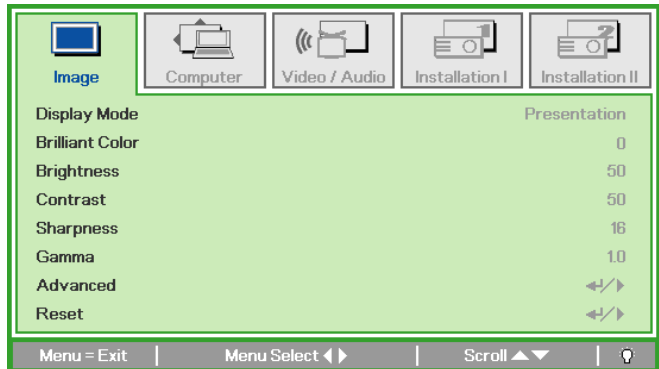 Image Computer Video / Audio Installation I Installation II
Display Mode Presentation
Brilliant Color 0
Brightness 50
Contrast 50
Sharpness 16
Gamma 1.0
Advanced
Reset
Menu = Exit | Menu Select | Scroll |